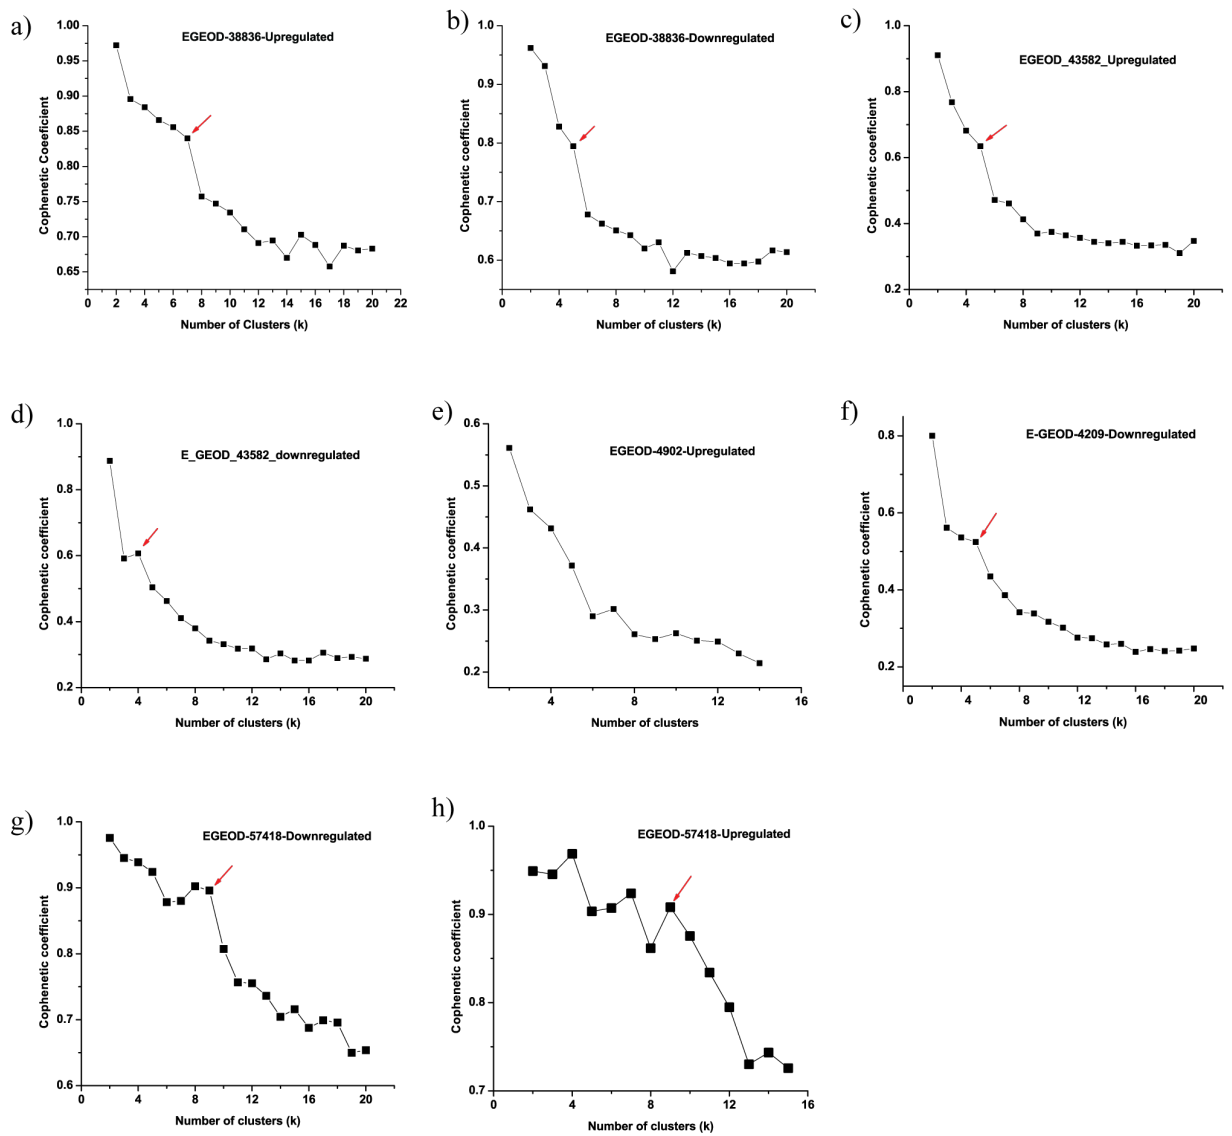 a)
EGEOD-38836-Upregulated
1.00
0.95
0.90
0.85
0.80
0.75
0.70
0.65
Cophenetic Coeeficient
0 2 4 6 8 10 12 14 16 18 20 22
Number of Clusters (k)
b)
EGEOD-38836-Downregulated
1.0
0.9
0.8
0.7
0.6
Cophenetic coefficient
0 4 8 12 16 20
Number of Clusters (k)
c)
EGEOD_43582_Upregulated
1.0
0.8
0.6
0.4
0.2
Cophenetic coeefficient
0 4 8 12 16 20
Number of Clusters (k)
d)
E_GEOD_43582_downregulated
1.0
0.8
0.6
0.4
0.2
Cophenetic coefficient
0 4 8 12 16 20
Number of clusters (k)
e)
EGEOD-4902-Upregulated
0.6
0.5
0.4
0.3
0.2
Cophenetic coefficient
4 8 12 16
Number of clusters
f)
E-GEOD-4209-Downregulated
0.8
0.6
0.4
0.2
Cophenetic coefficient
0 4 8 12 16 20
Number of clusters (k)
g)
EGEOD-57418-Downregulated
1.0
0.9
0.8
0.7
0.6
Cophenetic coefficient
0 4 8 12 16 20
Number of clusters (k)
h)
EGEOD-57418-Upregulated
1.0
0.9
0.8
0.7
Cophenetic coefficient
0 4 8 12 16
Number of clusters (k)